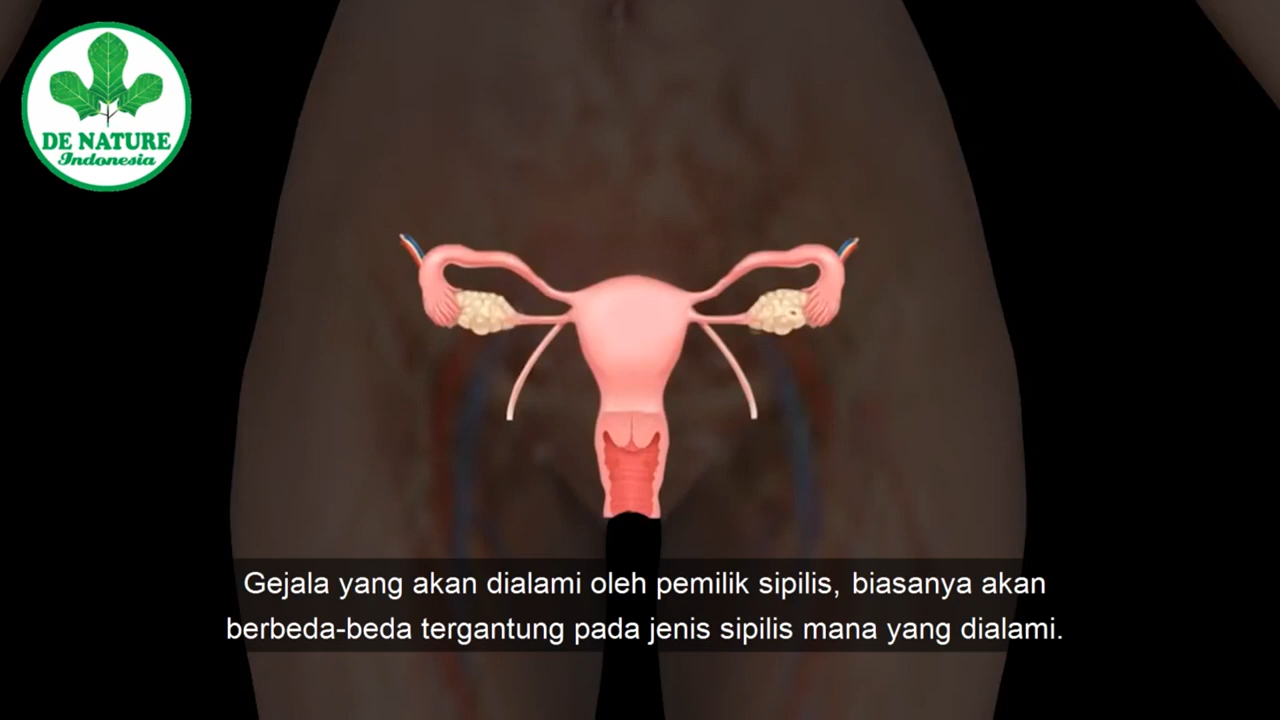 DE NATURE
Indonesia
Gejala yang akan dialami oleh pemilik sipilis, biasanya akan
berbeda-beda tergantung pada jenis sipilis mana yang dialami.